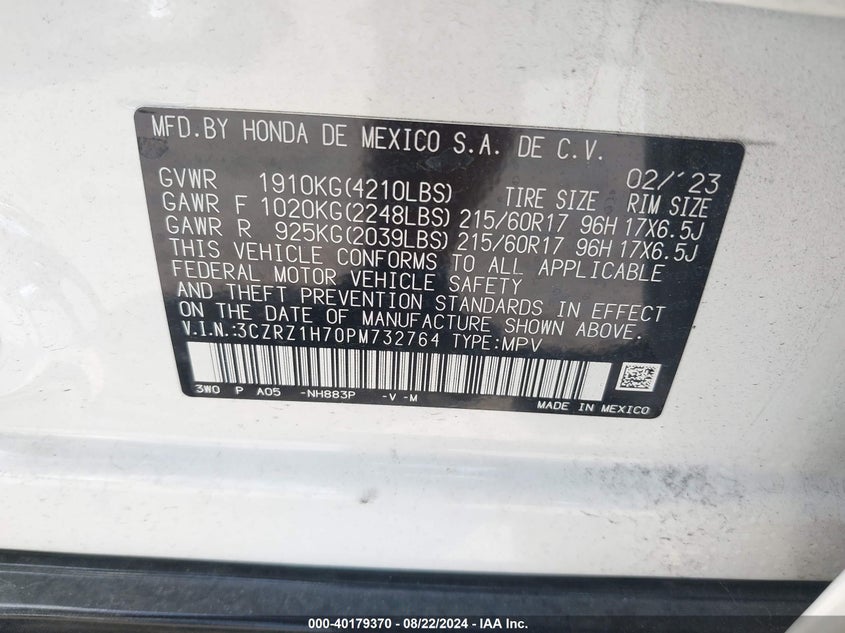 MFD.BY HONDA DE MEXICO S.A. DE C.V.
02/'23
GVWR 1910KG(4210LBS) TIRE SIZE RIM SIZE
GAWR F 1020KG(2248LBS) 215/60R17 96H 17X6.5J
GAWR R 925KG(2039LBS) 215/60R17 96H 17X6.5J
THIS VEHICLE CONFORMS TO ALL APPLICABLE
FEDERAL MOTOR VEHICLE SAFETY
AND THEFT PREVENTION STANDARDS IN EFFECT
ON THE DATE OF MANUFACTURE SHOWN ABOVE.
V.I.N.:3CZRZ1H70PM732764 TYPE:MPV
3W0 P A05 -NH883P -V -M
MADE IN MEXICO
000-40179370 | 08/22/2024 - IAA Inc.